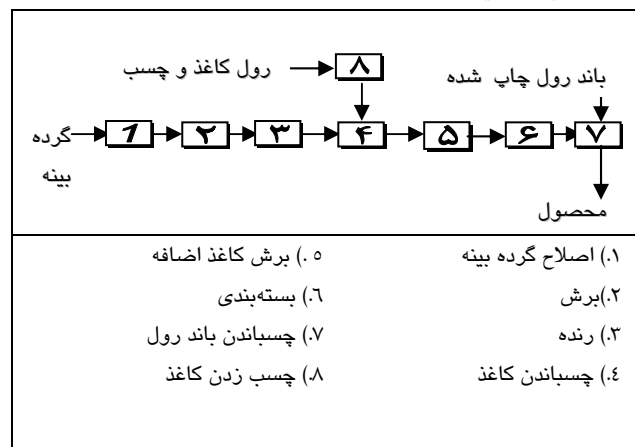 رول کاغذ و چسب
۸
باند رول چاپ شده
گرده بینه
۱ ۲ ۳ ۴ ۵ ۶ ۷
محصول
۱.) اصلاح گرده بینه
۲.)برش
۳.) رنده
۴.) چسباندن کاغذ
۵.) برش کاغذ اضافه
۶.) بسته‌بندی
۷.) چسباندن باند رول
۸.) چسب زدن کاغذ